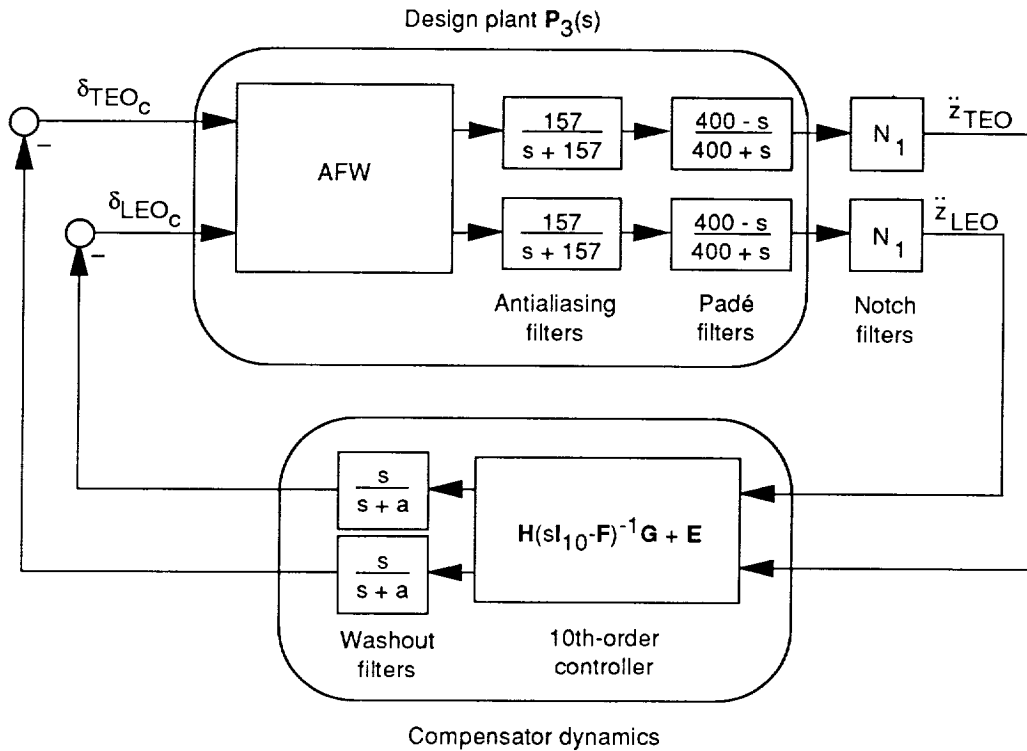 Design plant P3(s)
δTEOc
δLEOc
−
−
AFW
157
s + 157
400 - s
400 + s
N1
z̈TEO
157
s + 157
400 - s
400 + s
N1
z̈LEO
Antialiasing
filters
Padé
filters
Notch
filters
s
s + a
s
s + a
H(sI10-F)-1G + E
Washout
filters
10th-order
controller
Compensator dynamics